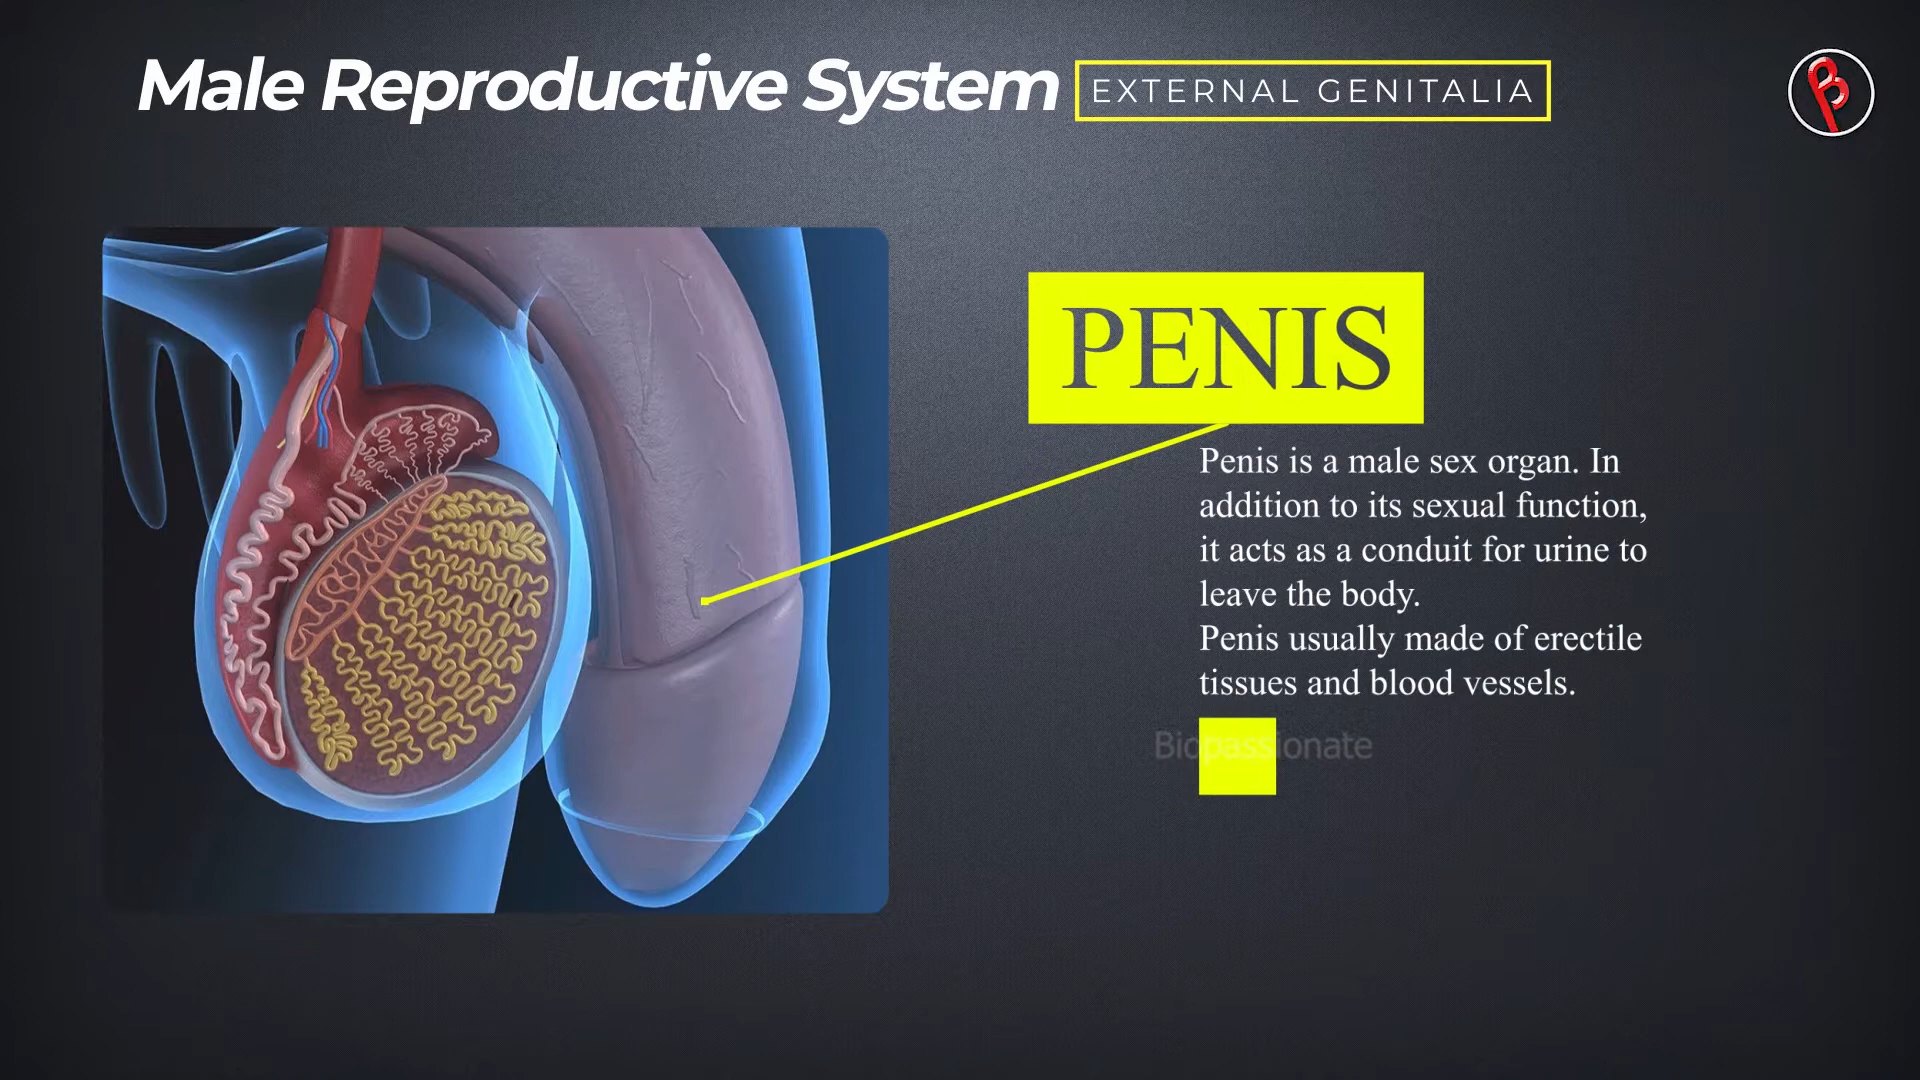 Male Reproductive System EXTERNAL GENITALIA
PENIS
Penis is a male sex organ. In
addition to its sexual function,
it acts as a conduit for urine to
leave the body.
Penis usually made of erectile
tissues and blood vessels.
Biopassionate